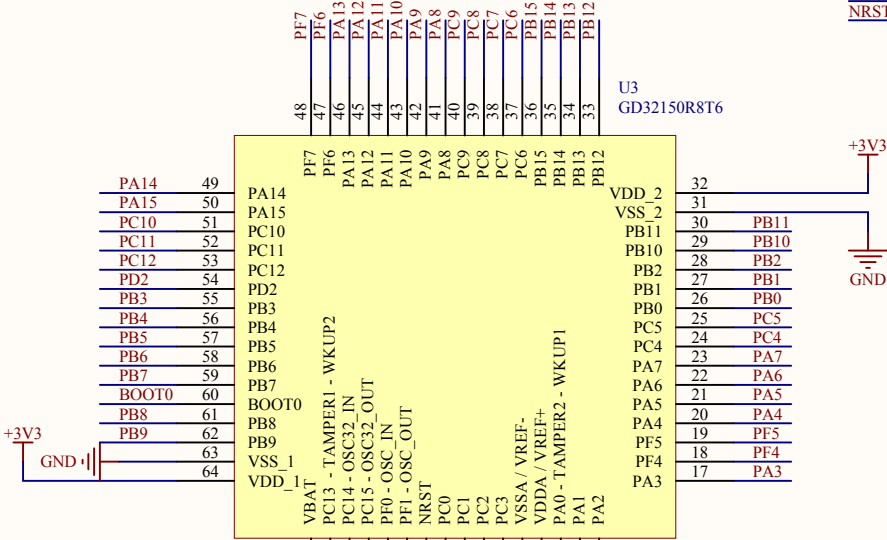 PF7
PF6
PA13
PA12
PA11
PA10
PA9
PA8
PC9
PC8
PC7
PC6
PB15
PB14
PB13
PB12
NRST
48
47
46
45
44
43
42
41
40
39
38
37
36
35
34
33
U3
GD32150R8T6
PF7
PF6
PA13
PA12
PA11
PA10
PA9
PA8
PC9
PC8
PC7
PC6
PB15
PB14
PB13
PB12
PA14 49 PA14
PA15 50 PA15
PC10 51 PC10
PC11 52 PC11
PC12 53 PC12
PD2 54 PD2
PB3 55 PB3
PB4 56 PB4
PB5 57 PB5
PB6 58 PB6
PB7 59 PB7
BOOT0 60 BOOT0
PB8 61 PB8
PB9 62 PB9
63 VSS_1
64 VDD_1
+3V3
GND
VDD_2 32
VSS_2 31
PB11 30 PB11
PB10 29 PB10
PB2 28 PB2
PB1 27 PB1
PB0 26 PB0
PC5 25 PC5
PC4 24 PC4
PA7 23 PA7
PA6 22 PA6
PA5 21 PA5
PA4 20 PA4
PF5 19 PF5
PF4 18 PF4
PA3 17 PA3
+3V3
GND
VBAT
PC13 - TAMPER1 - WKUP2
PC14 - OSC32_IN
PC15 - OSC32_OUT
PF0 - OSC_IN
PF1 - OSC_OUT
NRST
PC0
PC1
PC2
PC3
VSSA / VREF-
VDDA / VREF+
PA0 - TAMPER2 - WKUP1
PA1
PA2